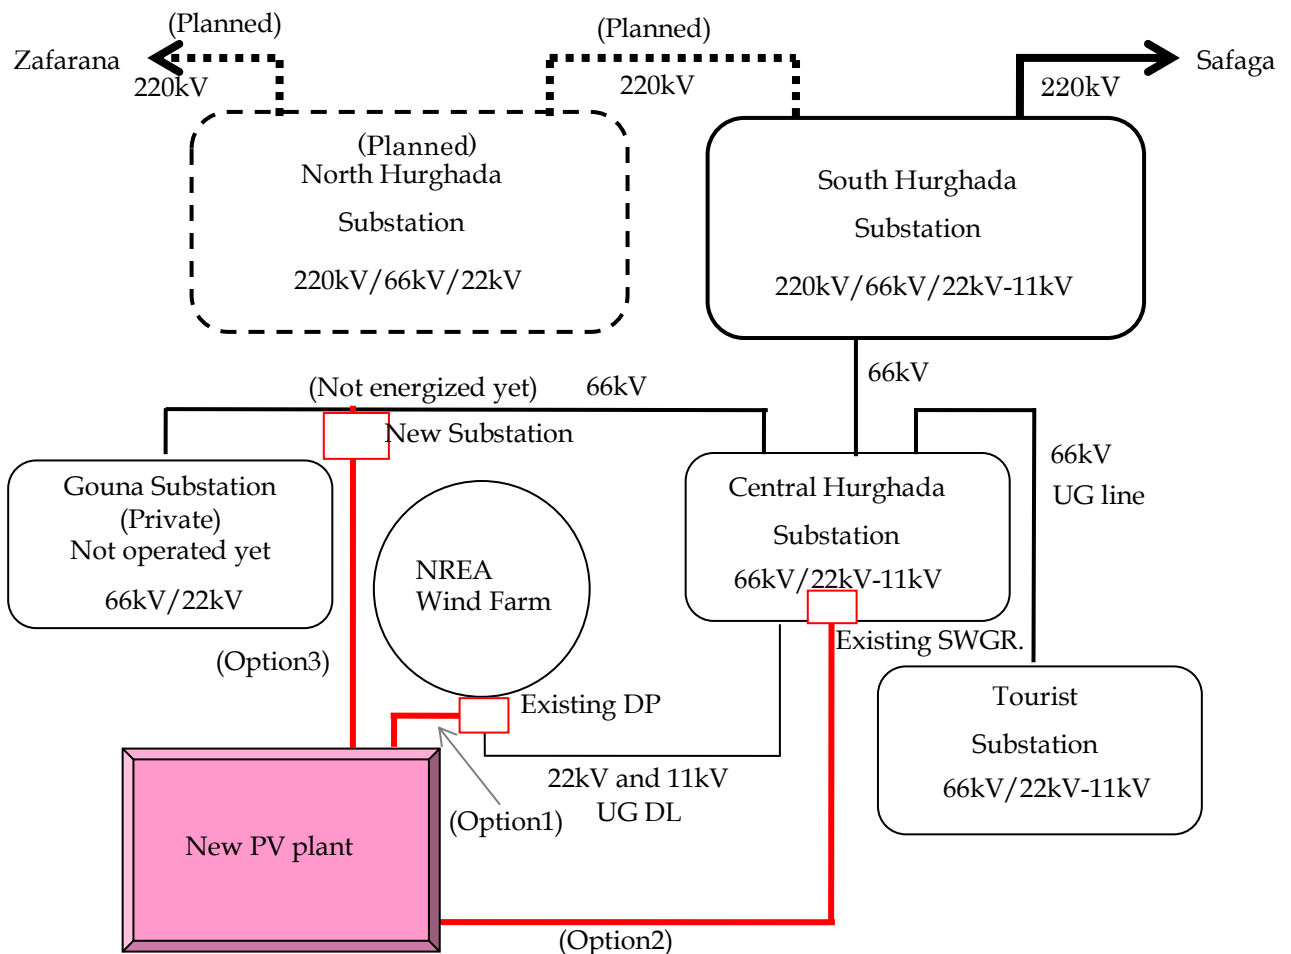 (Planned)
(Planned)
Zafarana
Safaga
220kV
220kV
220kV
(Planned)
North Hurghada
Substation
220kV/66kV/22kV
South Hurghada
Substation
220kV/66kV/22kV-11kV
66kV
(Not energized yet)
66kV
New Substation
Gouna Substation
(Private)
Not operated yet
66kV/22kV
NREA
Wind Farm
Central Hurghada
Substation
66kV/22kV-11kV
66kV
UG line
Existing SWGR.
(Option3)
Existing DP
Tourist
Substation
66kV/22kV-11kV
22kV and 11kV
UG DL
(Option1)
New PV plant
(Option2)